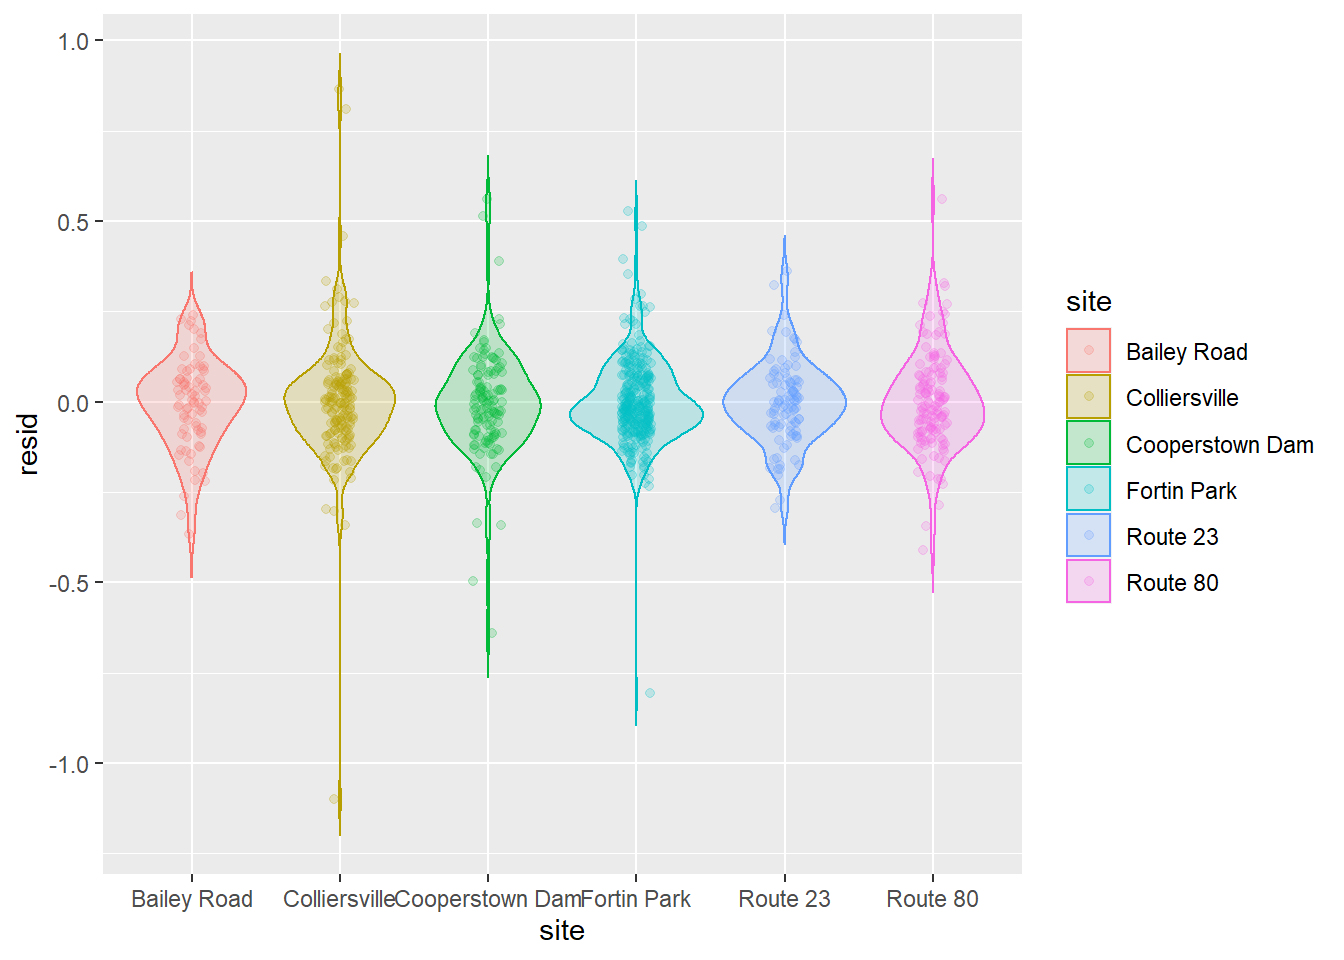 1.0
0.5
0.0
-0.5
-1.0
resid
Bailey Road Colliersville Cooperstown Dam Fortin Park Route 23 Route 80
site
site
Bailey Road
Colliersville
Cooperstown Dam
Fortin Park
Route 23
Route 80